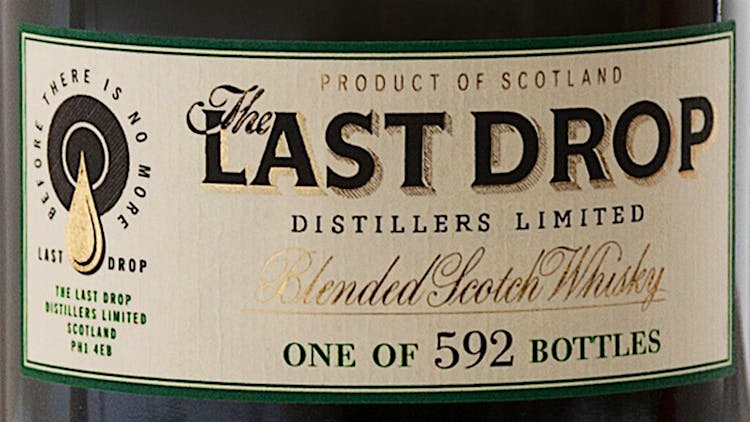 BEFORE THERE IS NO MORE
LAST DROP
THE LAST DROP
DISTILLERS LIMITED
SCOTLAND
PH1 4EB
PRODUCT OF SCOTLAND
The LAST DROP
DISTILLERS LIMITED
Blended Scotch Whisky
ONE OF 592 BOTTLES